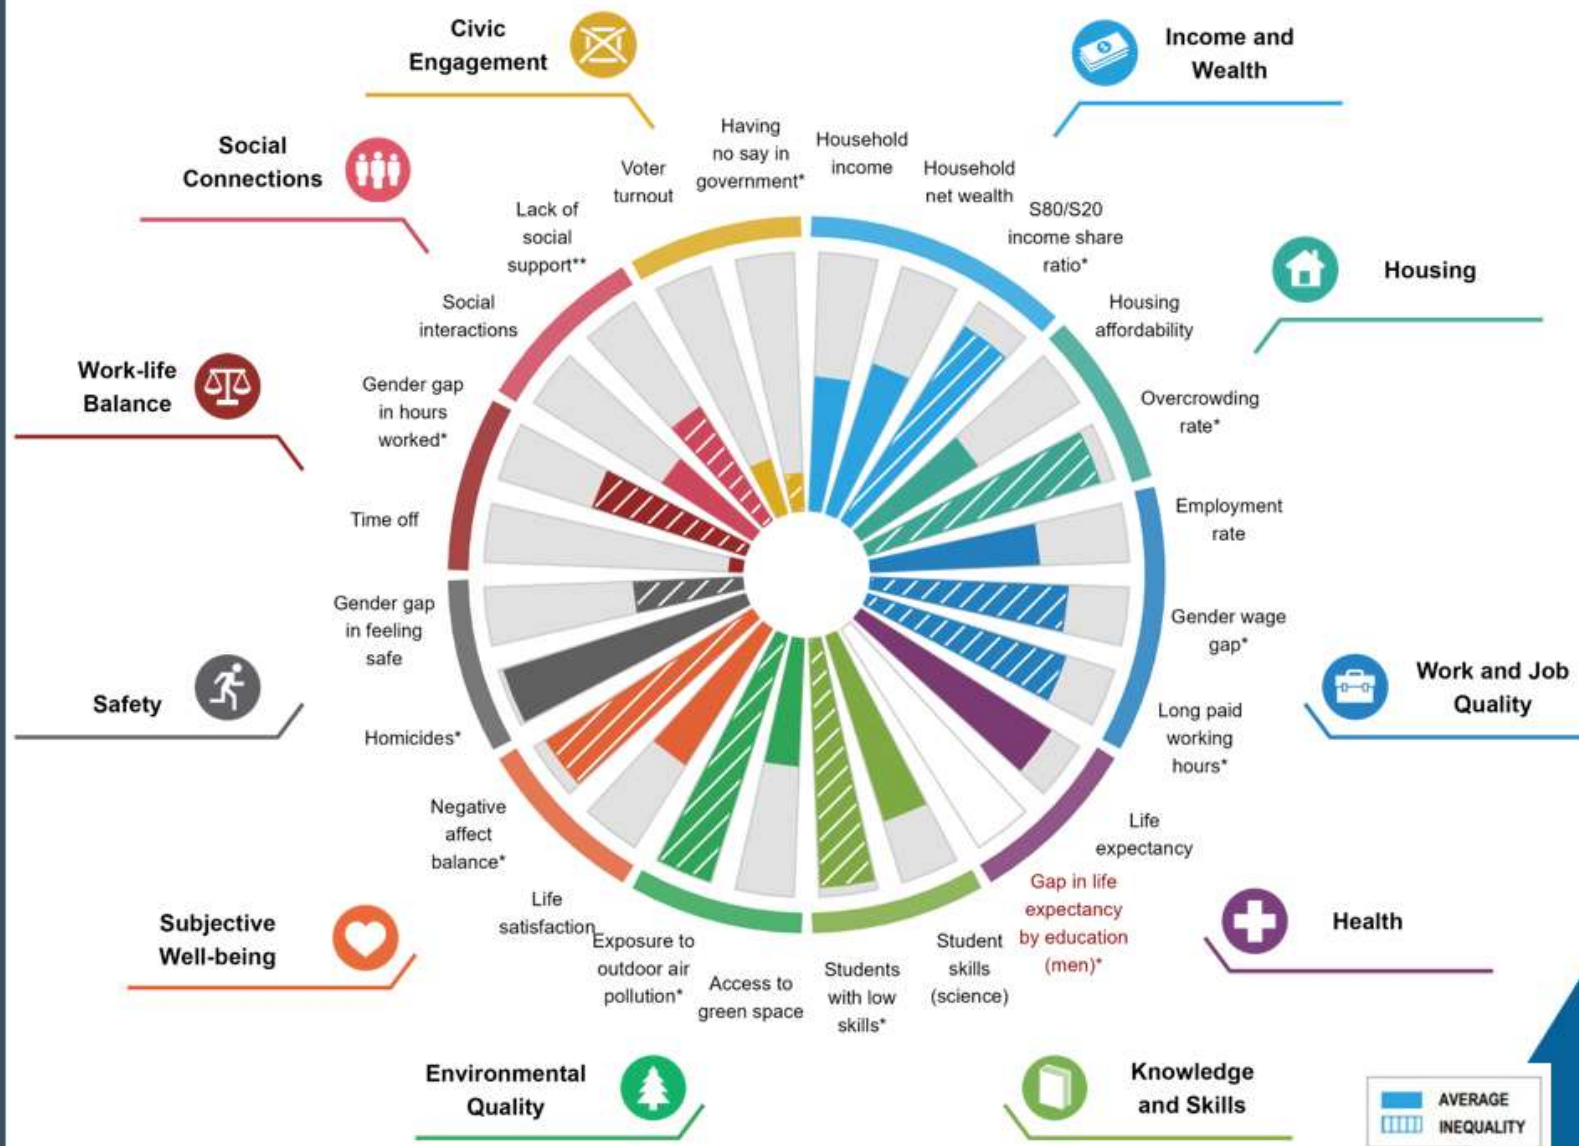 Civic
Engagement
Income and
Wealth
Social
Connections
Having
no say in
government*
Household
income
Household
net wealth
Voter
turnout
S80/S20
income share
ratio*
Lack of
social
support**
Housing
Housing
affordability
Social
interactions
Work-life
Balance
Gender gap
in hours
worked*
Overcrowding
rate*
Time off
Employment
rate
Gender gap
in feeling
safe
Gender wage
gap*
Safety
Work and Job
Quality
Homicides*
Long paid
working
hours*
Negative
affect
balance*
Life
expectancy
Life
satisfaction
Gap in life
expectancy
by education
(men)*
Subjective
Well-being
Health
Exposure to
outdoor air
pollution*
Access to
green space
Students
with low
skills*
Student
skills
(science)
Environmental
Quality
Knowledge
and Skills
AVERAGE
INEQUALITY